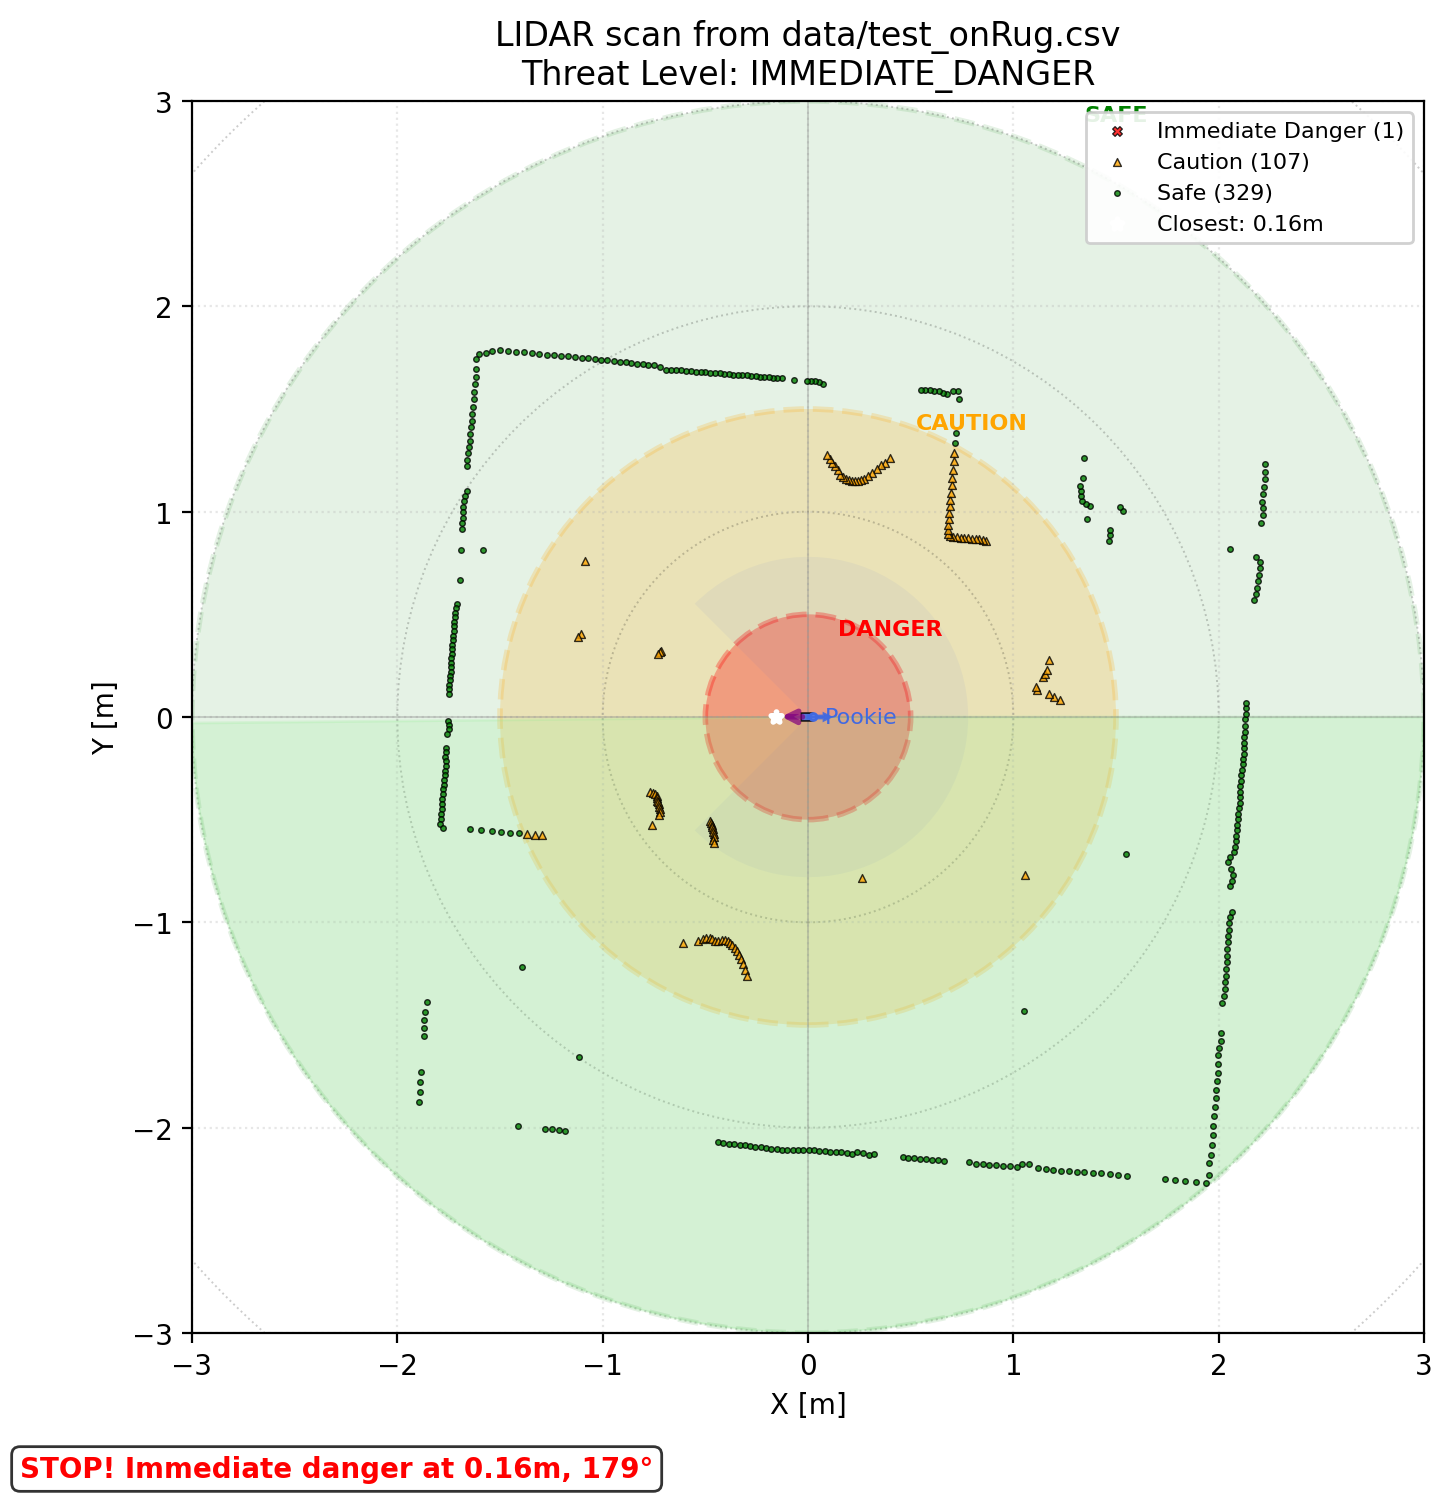 LIDAR scan from data/test_onRug.csv
Threat Level: IMMEDIATE_DANGER
SAFE
Immediate Danger (1)
Caution (107)
Safe (329)
Closest: 0.16m
CAUTION
DANGER
Pookie
Y [m]
3
2
1
0
−1
−2
−3
−3
−2
−1
0
1
2
3
X [m]
STOP! Immediate danger at 0.16m, 179°